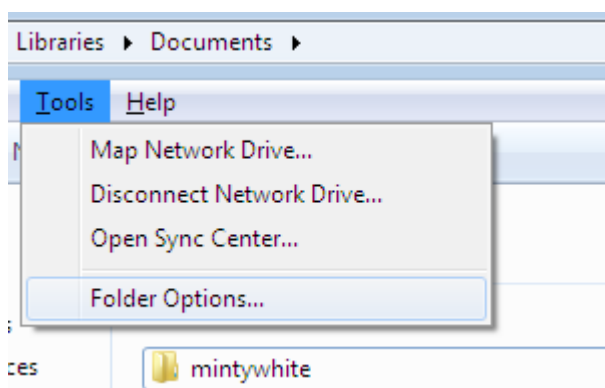 Libraries ▸ Documents ▸
Tools Help
Map Network Drive...
Disconnect Network Drive...
Open Sync Center...
Folder Options...
mintywhite